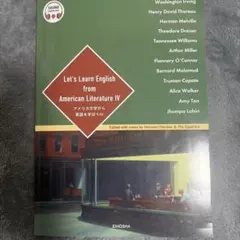 Washington Irving
Henry David Thoreau
Herman Melville
Theodore Dreiser
Tennessee Williams
Arthur Miller
Flannery O'Connor
Bernard Malamud
Truman Capote
Alice Walker
Amy Tan
Jhumpa Lahiri
Let's Learn English
from
American Literature IV
アメリカ文学から
英語を学ぼう IV
Edited with notes by
EIHOSHA